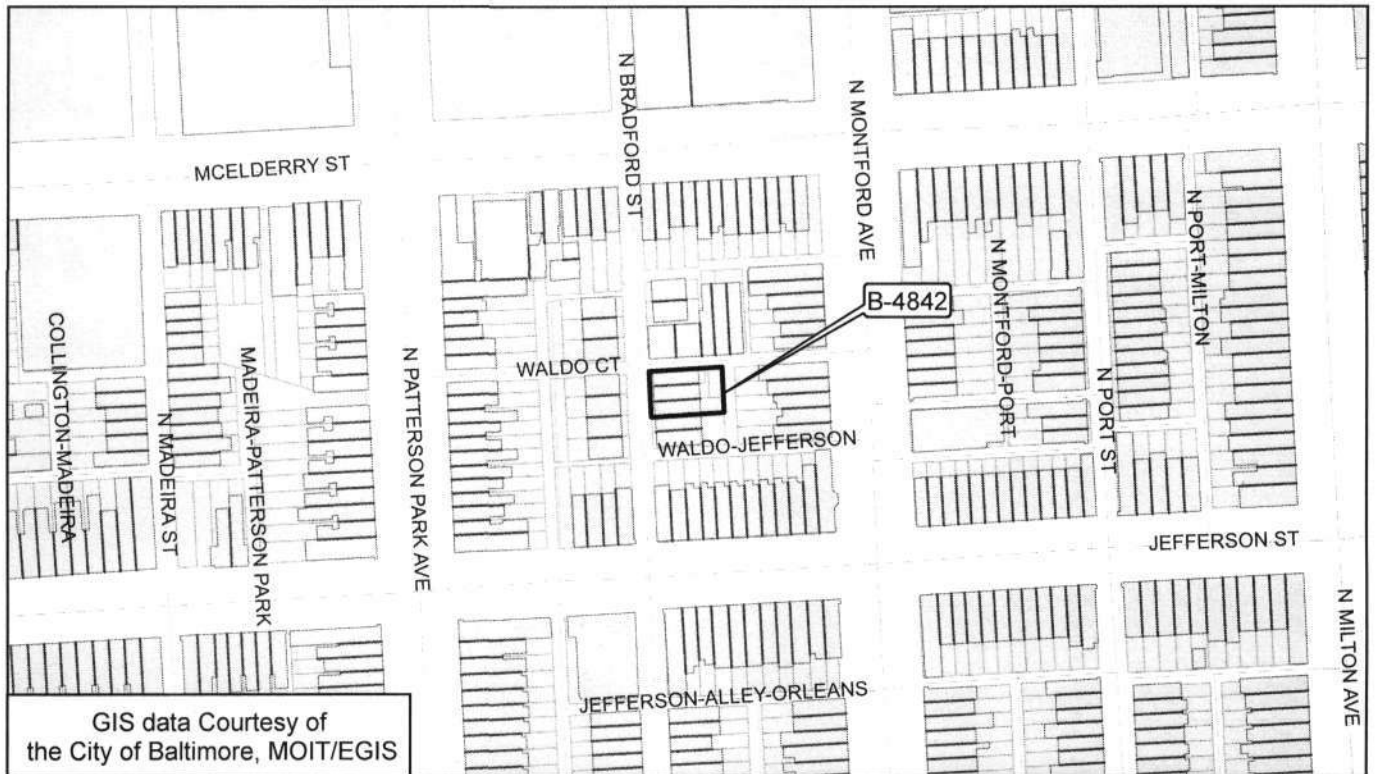 N BRADFORD ST
N MONTFORD AVE
MCELDERRY ST
N PORT-MILTON
N MONTFORD-PORT
B-4842
COLLINGTON-MADEIRA
MADEIRA-PATTERSON PARK
N PATTERSON PARK AVE
WALDO CT
N PORT ST
N MADEIRA ST
WALDO-JEFFERSON
JEFFERSON ST
N MILTON AVE
JEFFERSON-ALLEY-ORLEANS
GIS data Courtesy of
the City of Baltimore, MOIT/EGIS